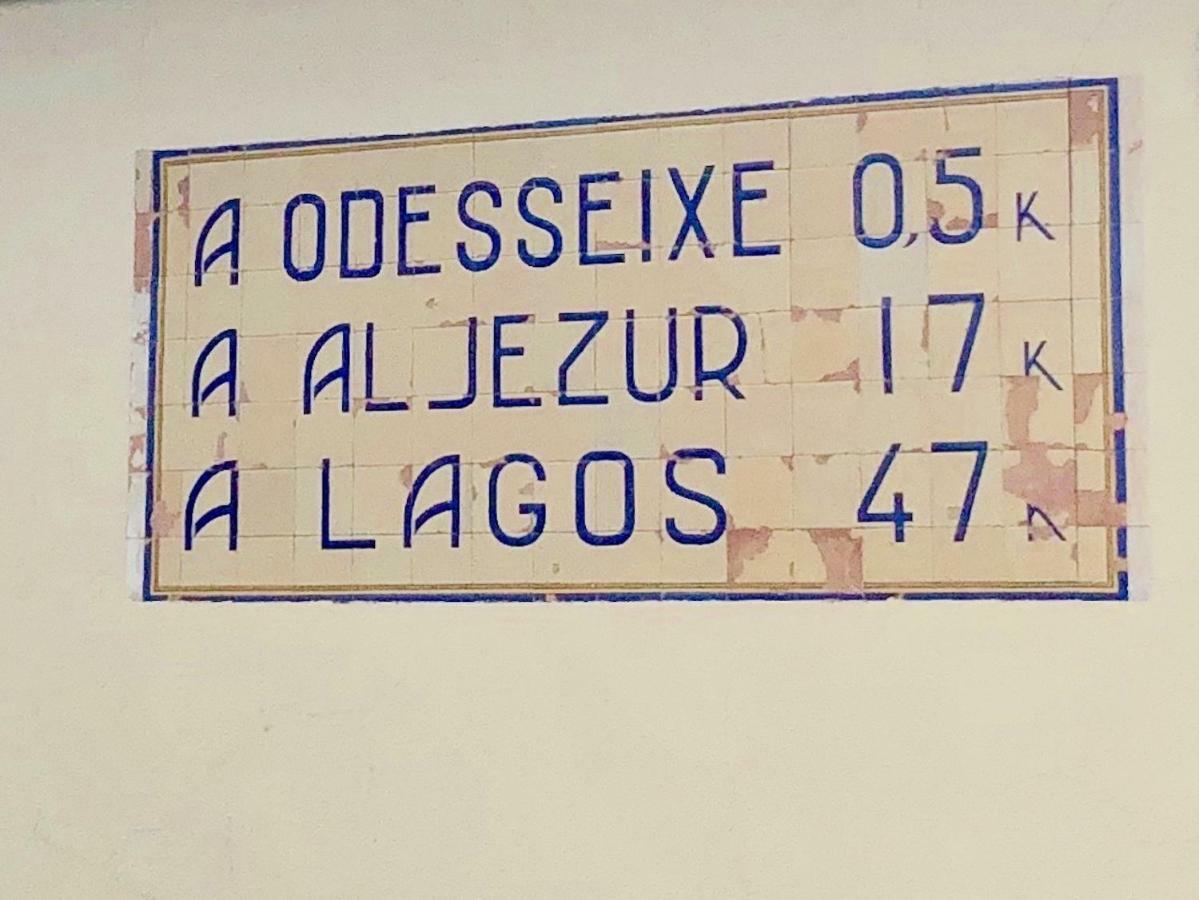 A ODESSEIXE 0,5 K
A ALJEZUR 17 K
A LAGOS 47 K